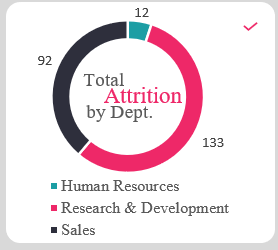 12
92
Total
Attrition
by Dept.
133
Human Resources
Research & Development
Sales